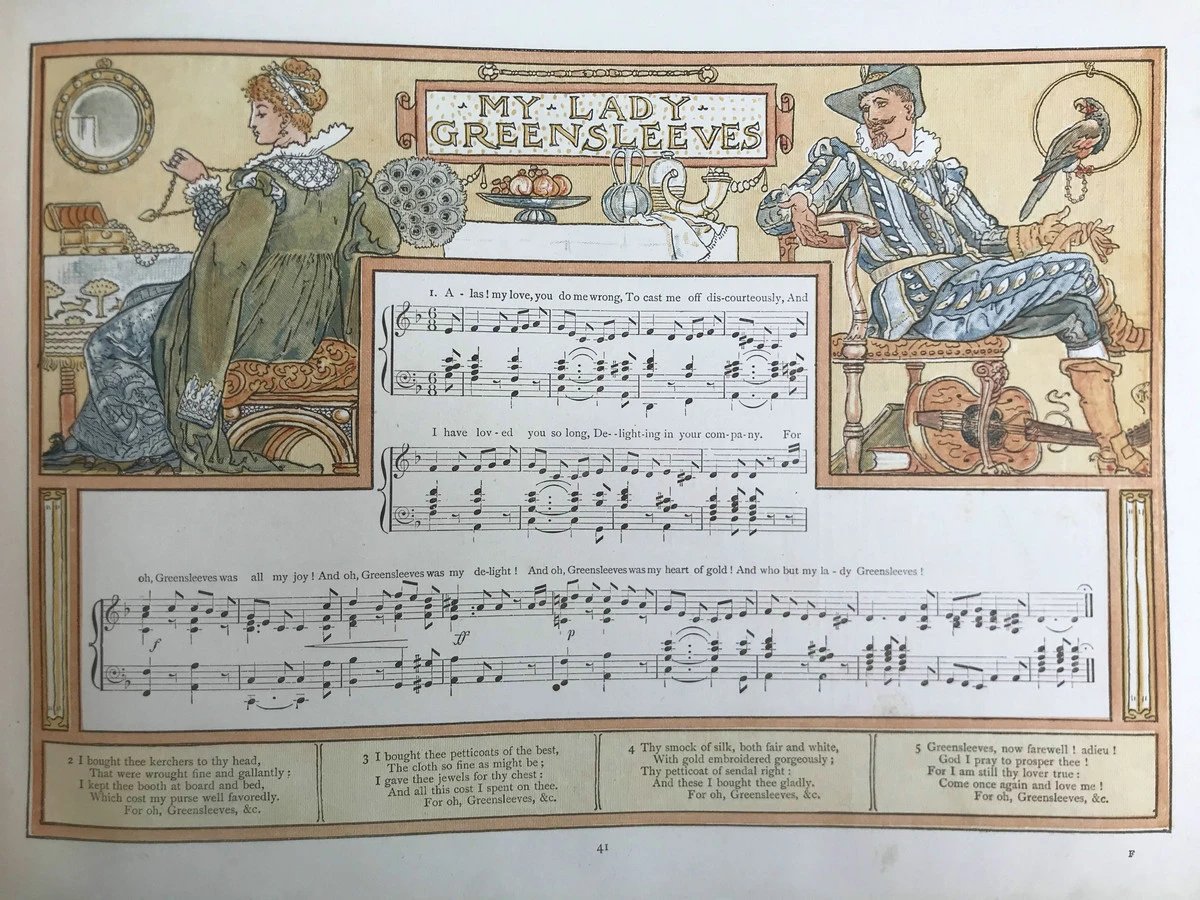 MY LADY
GREENSLEEVES
1. A - las! my love, you do me wrong, To cast me off dis-courteously, And
I have lov - ed you so long, De--light-ing in your com-pa-ny. For
oh, Greensleeves was all my joy! And oh, Greensleeves was my de-light! And oh, Greensleeves was my heart of gold! And who but my la - dy Greensleeves!
f
ff
p
2 I bought thee kerchers to thy head,
That were wrought fine and gallantly:
I kept thee booth at board and bed,
Which cost my purse well favoredly.
For oh, Greensleeves, &c.
3 I bought thee petticoats of the best,
The cloth so fine as might be;
I gave thee jewels for thy chest:
And all this cost I spent on thee.
For oh, Greensleeves, &c.
4 Thy smock of silk, both fair and white,
With gold embroidered gorgeously;
Thy petticoat of sendal right:
And these I bought thee gladly.
For oh, Greensleeves, &c.
5 Greensleeves, now farewell! adieu!
God I pray to prosper thee!
For I am still thy lover true:
Come once again and love me!
For oh, Greensleeves, &c.
41
F